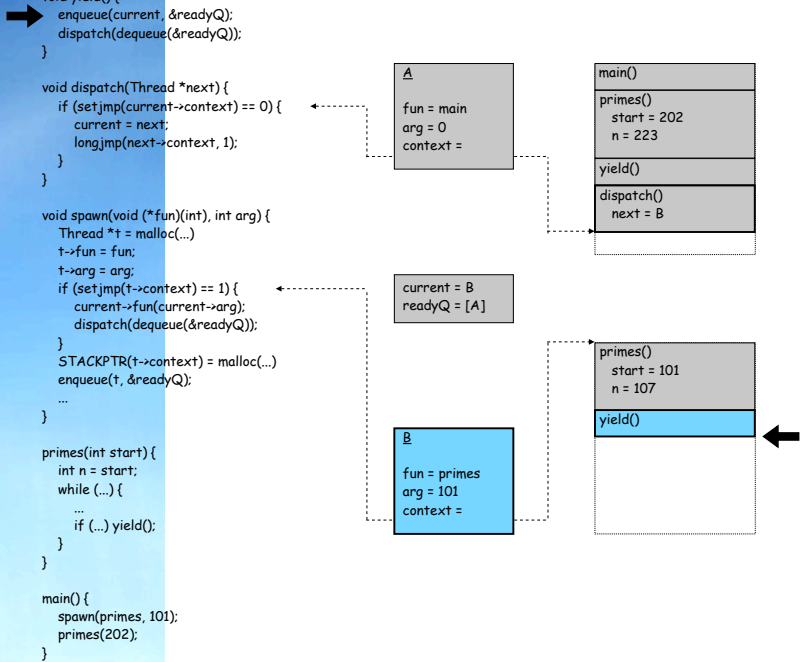 void yield() {
enqueue(current, &readyQ);
dispatch(dequeue(&readyQ));
}
void dispatch(Thread *next) {
if (setjmp(current->context) == 0) {
current = next;
longjmp(next->context, 1);
}
}
void spawn(void (*fun)(int), int arg) {
Thread *t = malloc(...)
t->fun = fun;
t->arg = arg;
if (setjmp(t->context) == 1) {
current->fun(current->arg);
dispatch(dequeue(&readyQ));
}
STACKPTR(t->context) = malloc(...)
enqueue(t, &readyQ);
...
}
primes(int start) {
int n = start;
while (...) {
...
if (...) yield();
}
}
main() {
spawn(primes, 101);
primes(202);
}
A
fun = main
arg = 0
context =
current = B
readyQ = [A]
B
fun = primes
arg = 101
context =
main()
primes()
start = 202
n = 223
yield()
dispatch()
next = B
primes()
start = 101
n = 107
yield()